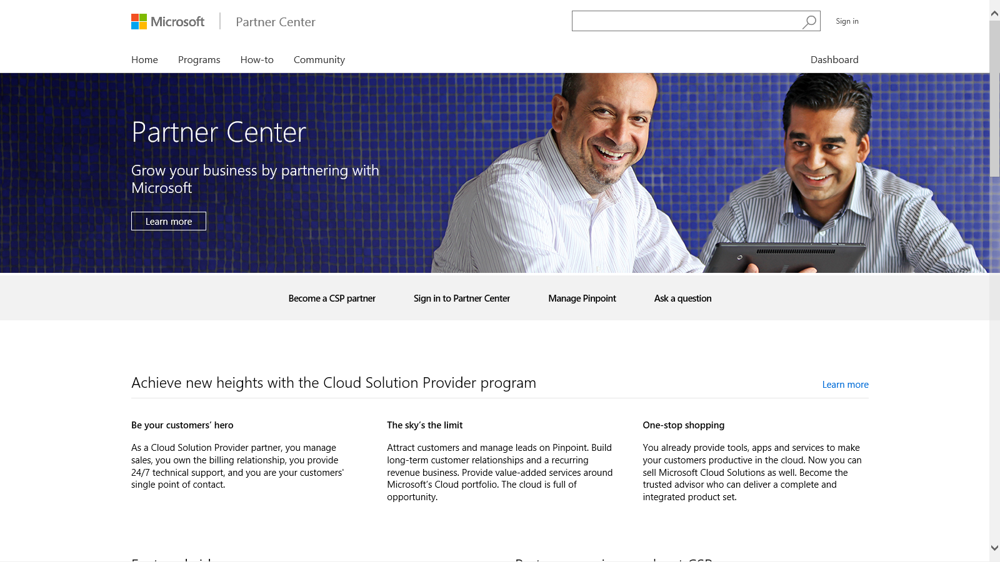 Microsoft Partner Center
Sign in
Home Programs How-to Community Dashboard
Partner Center
Grow your business by partnering with
Microsoft
Learn more
Become a CSP partner Sign in to Partner Center Manage Pinpoint Ask a question
Achieve new heights with the Cloud Solution Provider program Learn more
Be your customers’ hero
As a Cloud Solution Provider partner, you manage
sales, you own the billing relationship, you provide
24/7 technical support, and you are your customers'
single point of contact.
The sky’s the limit
Attract customers and manage leads on Pinpoint. Build
long-term customer relationships and a recurring
revenue business. Provide value-added services around
Microsoft’s Cloud portfolio. The cloud is full of
opportunity.
One-stop shopping
You already provide tools, apps and services to make
your customers productive in the cloud. Now you can
sell Microsoft Cloud Solutions as well. Become the
trusted advisor who can deliver a complete and
integrated product set.